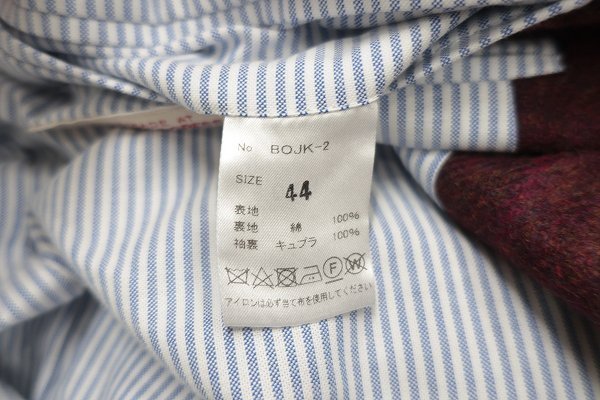 No BOJK-2
SIZE 44
表地
裏地 綿 100%
袖裏 キュプラ 100%
F
W
アイロンは必ず当て布を使用してください